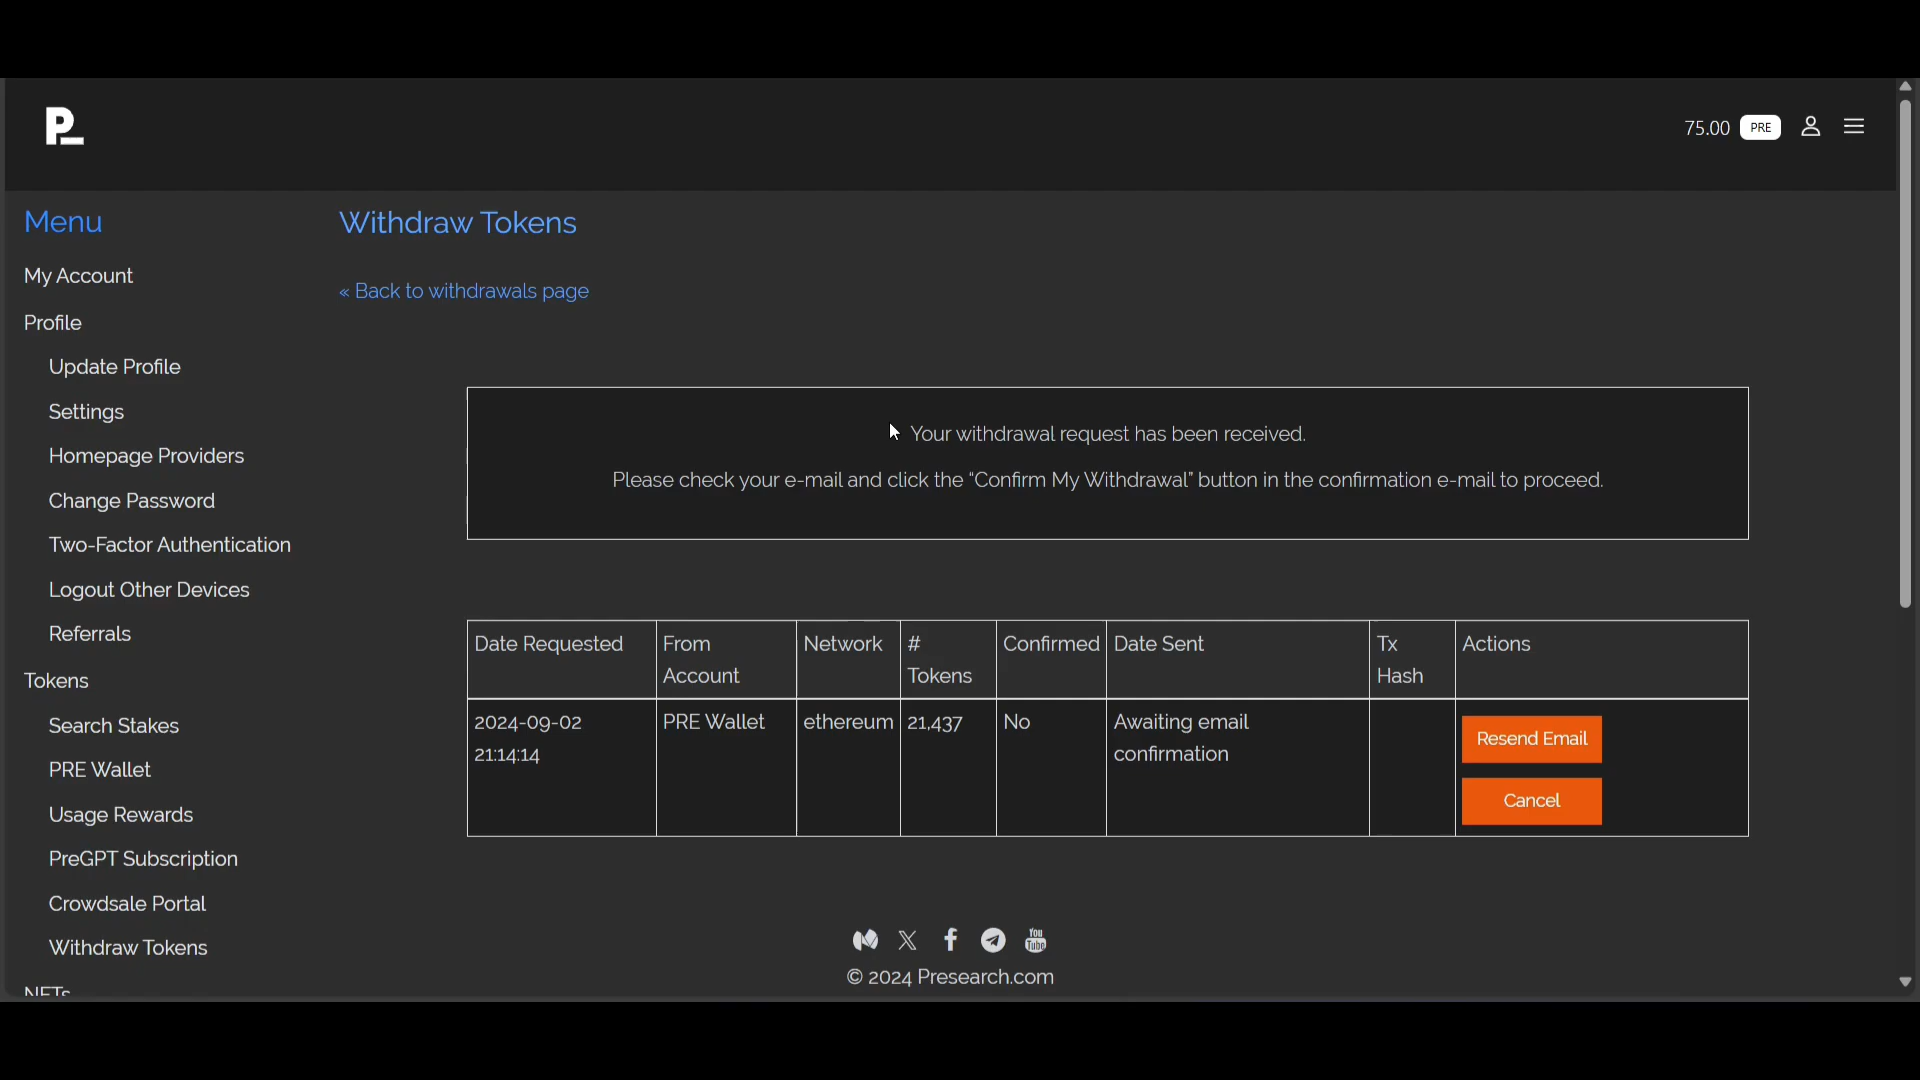 P_
75.00 PRE
Menu
My Account
Profile
Update Profile
Settings
Homepage Providers
Change Password
Two-Factor Authentication
Logout Other Devices
Referrals
Tokens
Search Stakes
PRE Wallet
Usage Rewards
PreGPT Subscription
Crowdsale Portal
Withdraw Tokens
NFTs
Withdraw Tokens
« Back to withdrawals page
Your withdrawal request has been received.
Please check your e-mail and click the “Confirm My Withdrawal” button in the confirmation e-mail to proceed.
Date Requested
From
Account
Network
#
Tokens
Confirmed
Date Sent
Tx
Hash
Actions
2024-09-02
21:14:14
PRE Wallet
ethereum
21,437
No
Awaiting email
confirmation
Resend Email
Cancel
You
Tube
© 2024 Presearch.com